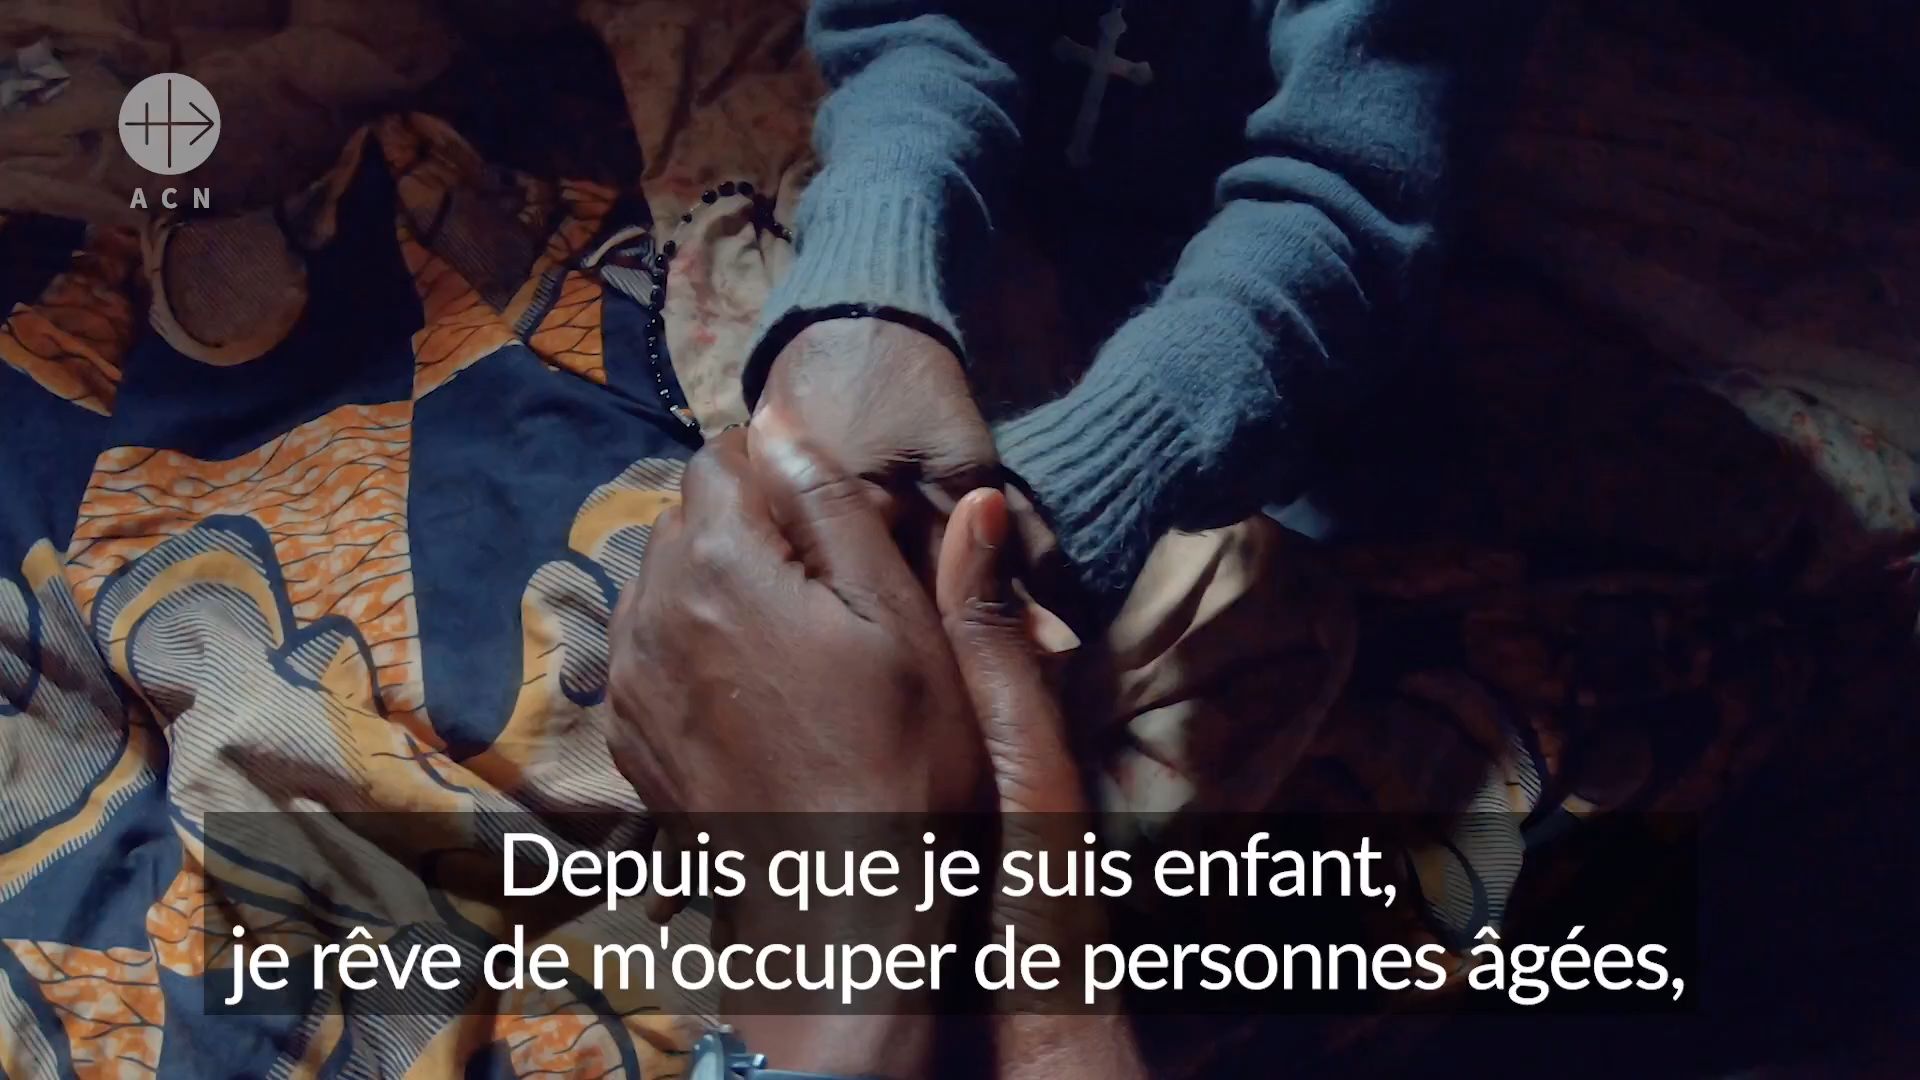 ACN
Depuis que je suis enfant,
je rêve de m'occuper de personnes âgées,